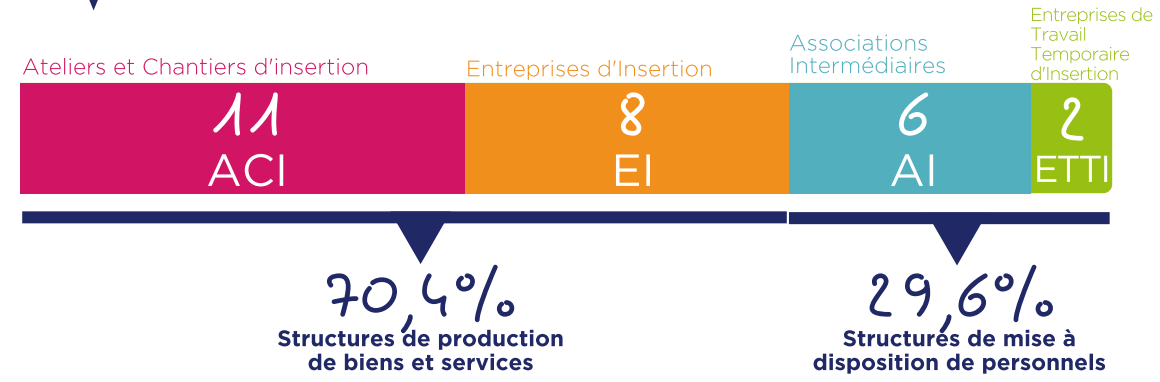 Ateliers et Chantiers d'insertion
Entreprises d'Insertion
Associations
Intermédiaires
Entreprises de
Travail
Temporaire
d'Insertion
11
ACI
8
EI
6
AI
2
ETTI
70,4%
Structures de production
de biens et services
29,6%
Structures de mise à
disposition de personnels